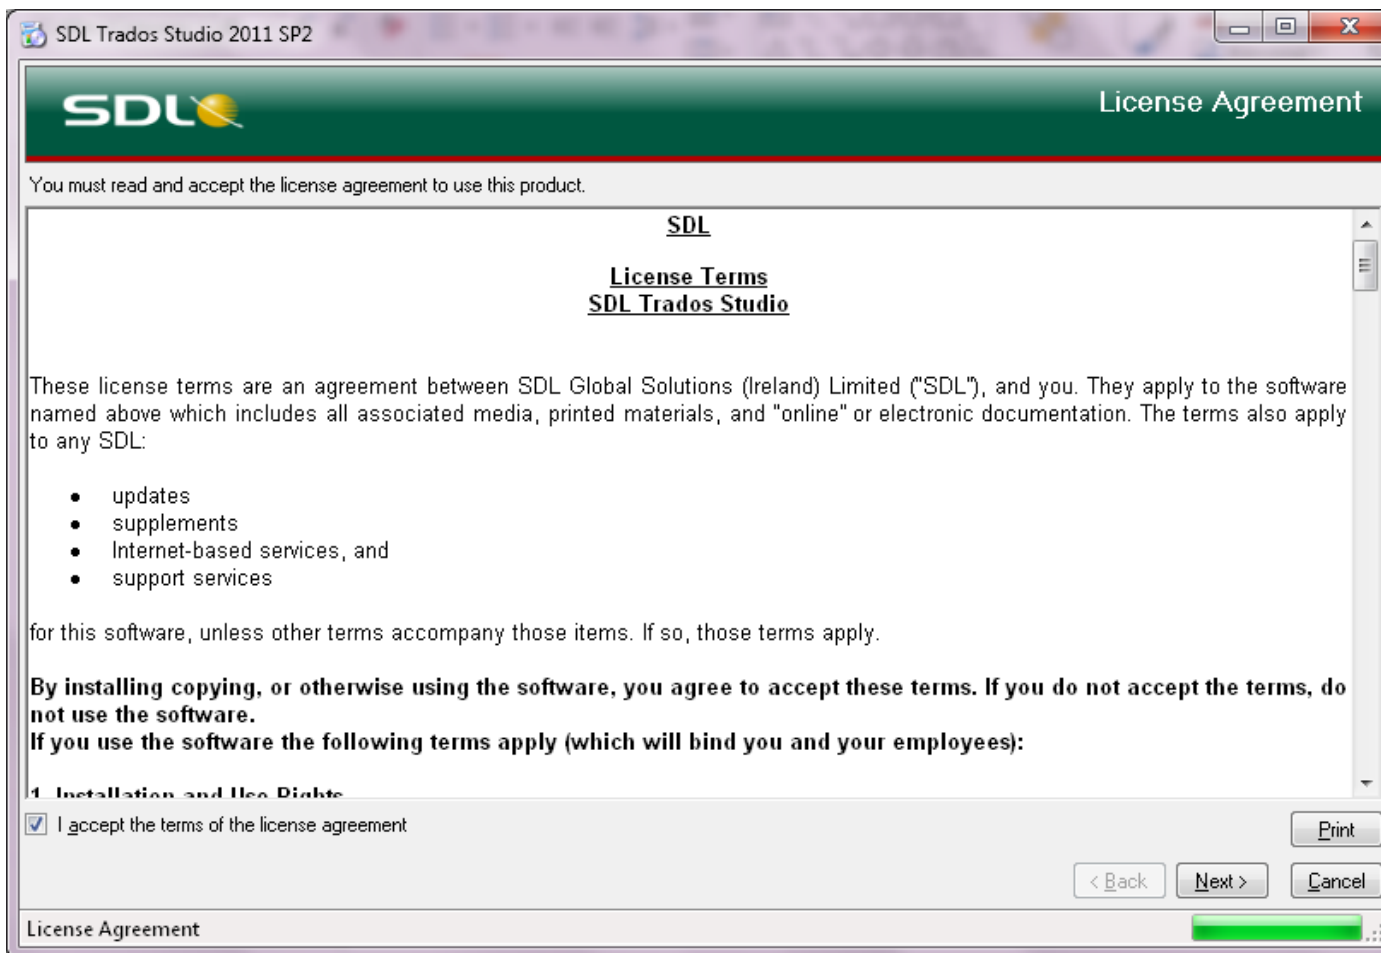 SDL Trados Studio 2011 SP2
SDL
License Agreement
You must read and accept the license agreement to use this product.
SDL
License Terms
SDL Trados Studio
These license terms are an agreement between SDL Global Solutions (Ireland) Limited ("SDL"), and you. They apply to the software
named above which includes all associated media, printed materials, and "online" or electronic documentation. The terms also apply
to any SDL:
• updates
• supplements
• Internet-based services, and
• support services
for this software, unless other terms accompany those items. If so, those terms apply.
By installing copying, or otherwise using the software, you agree to accept these terms. If you do not accept the terms, do
not use the software.
If you use the software the following terms apply (which will bind you and your employees):
1. Installation and Use Rights
I accept the terms of the license agreement
Print
< Back
Next >
Cancel
License Agreement